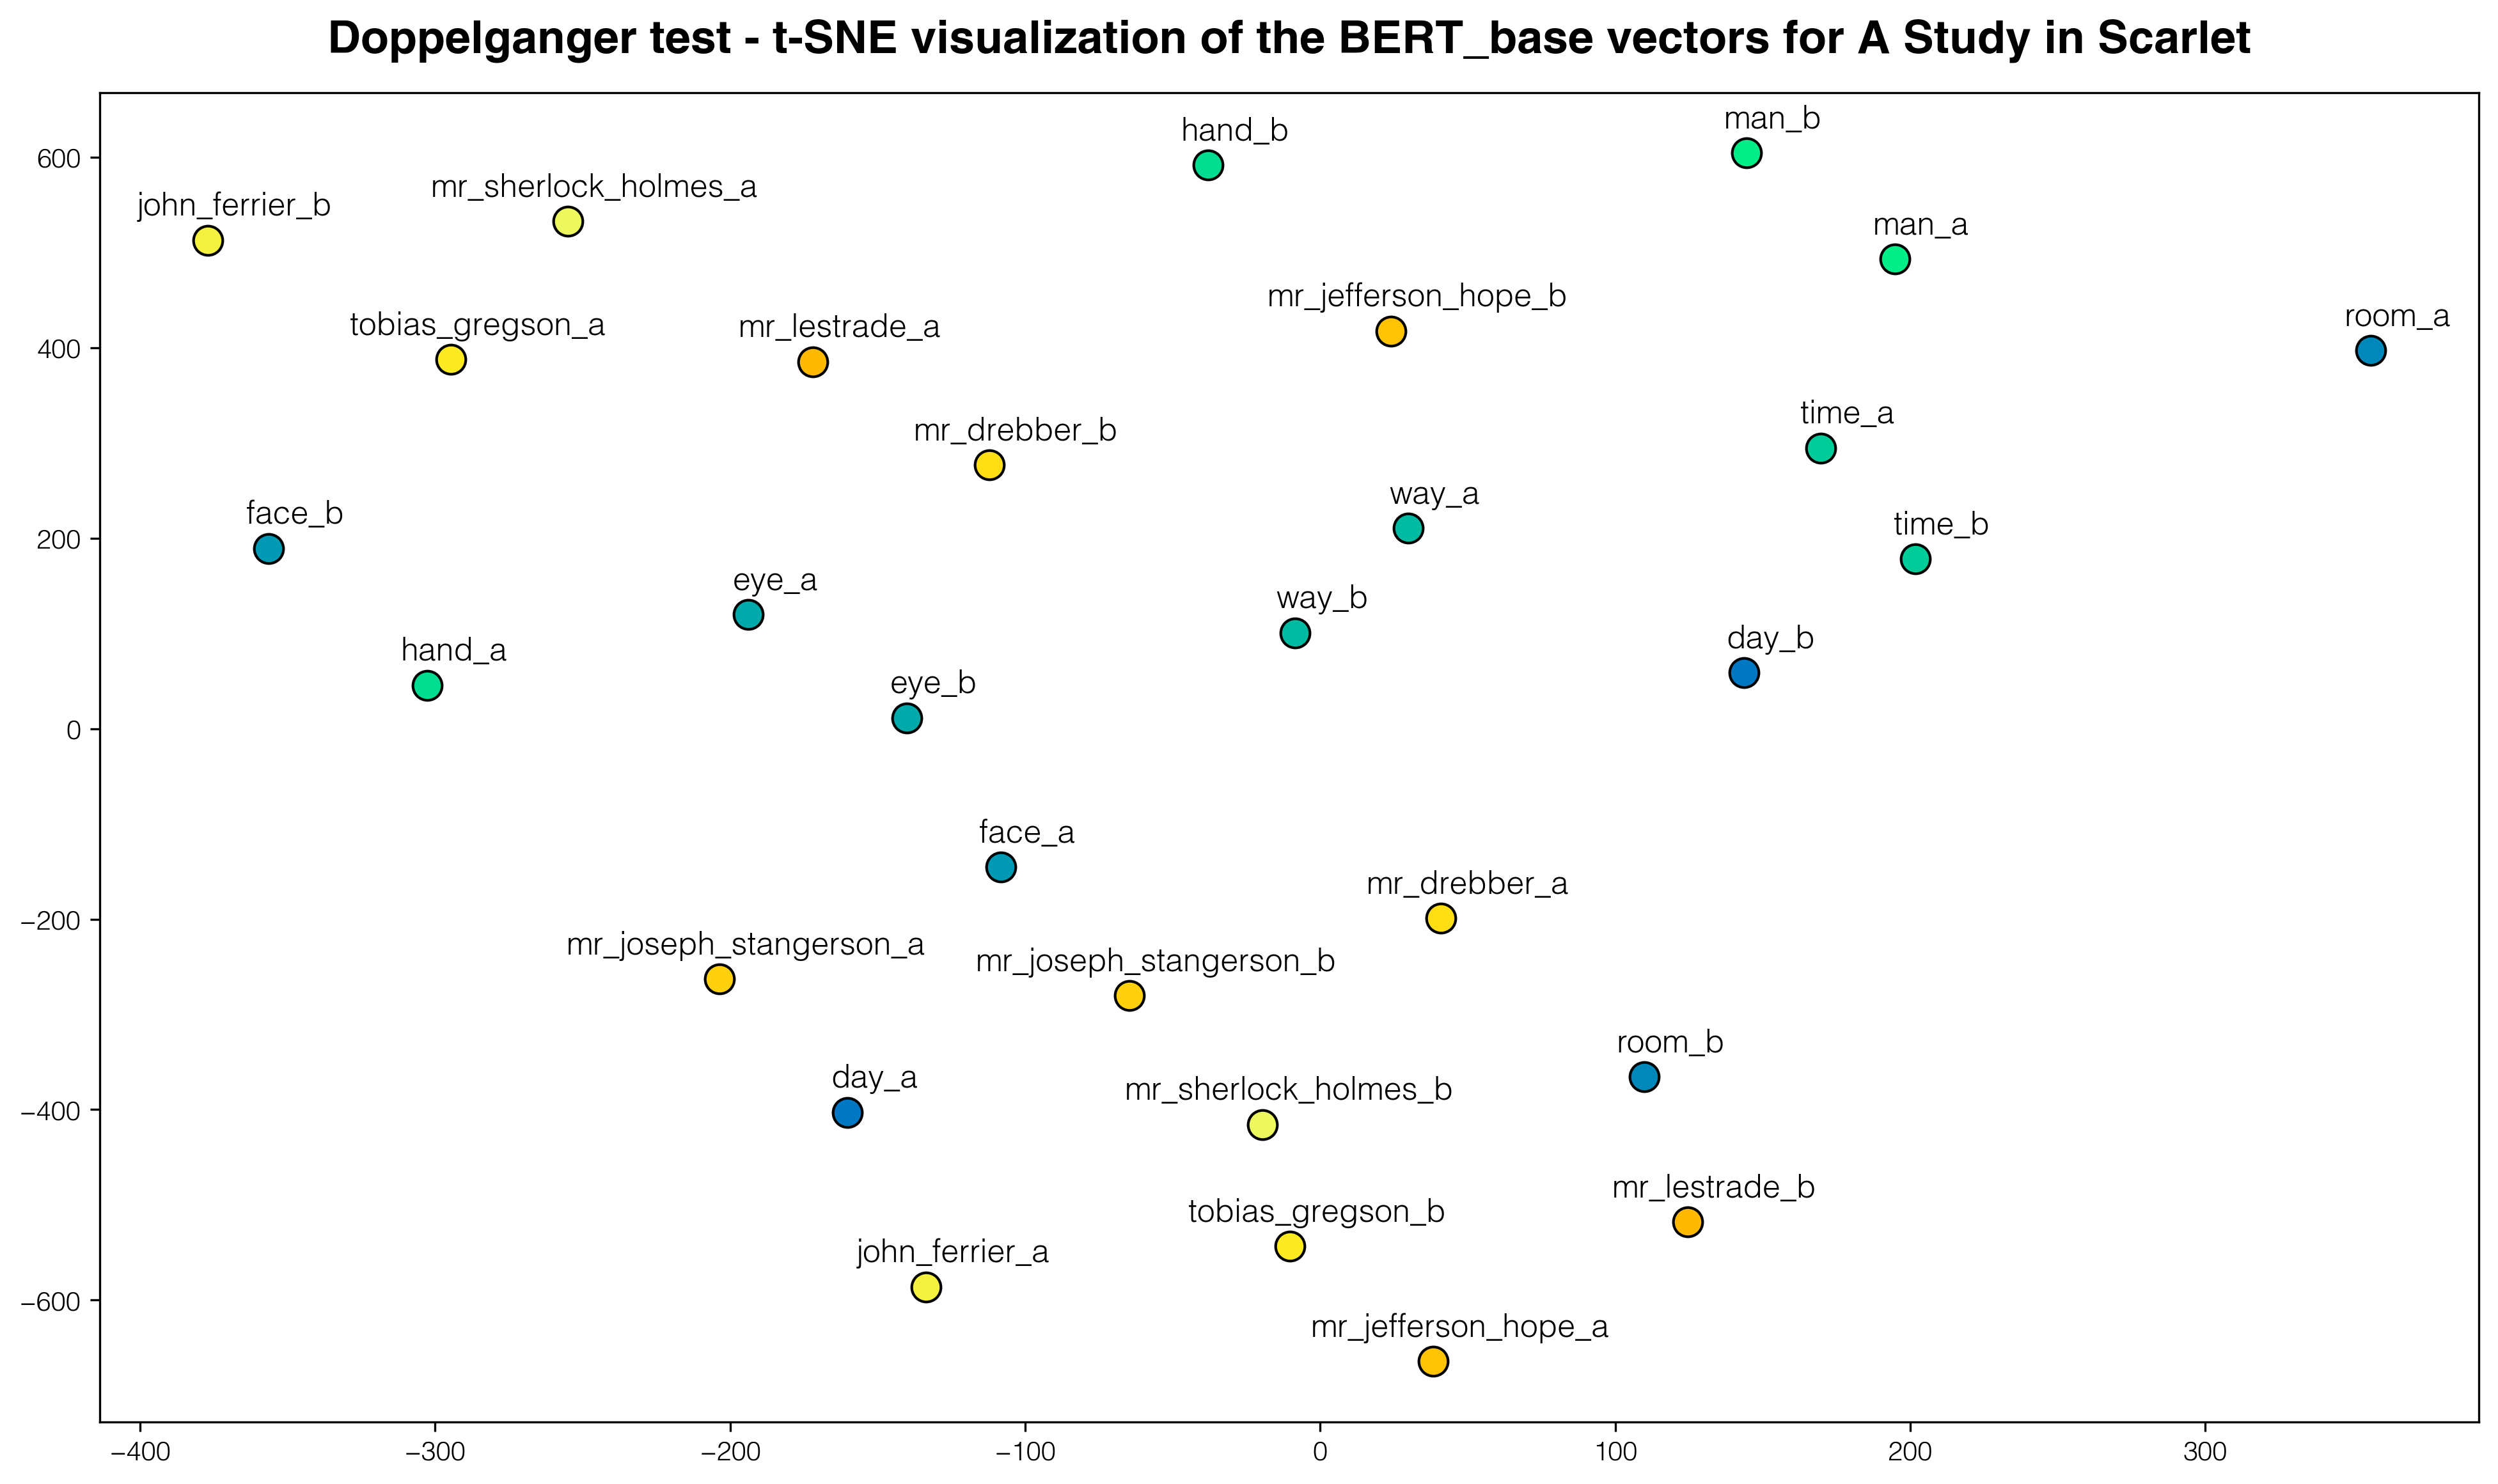 Doppelganger test - t-SNE visualization of the BERT_base vectors for A Study in Scarlet
hand_b
man_b
mr_sherlock_holmes_a
john_ferrier_b
man_a
mr_jefferson_hope_b
room_a
tobias_gregson_a
mr_lestrade_a
time_a
mr_drebber_b
way_a
face_b
time_b
eye_a
way_b
day_b
hand_a
eye_b
face_a
mr_drebber_a
mr_joseph_stangerson_a
mr_joseph_stangerson_b
room_b
day_a
mr_sherlock_holmes_b
mr_lestrade_b
tobias_gregson_b
john_ferrier_a
mr_jefferson_hope_a
600
400
200
0
−200
−400
−600
−400
−300
−200
−100
0
100
200
300